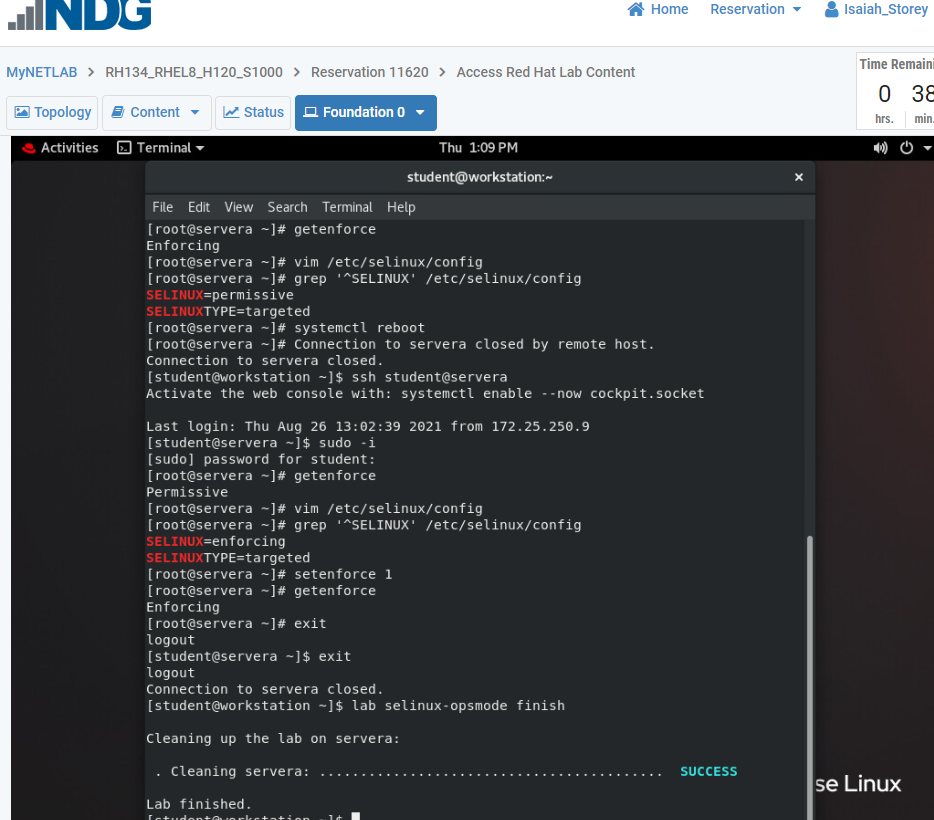 NDG
Home Reservation Isaiah_Storey
MyNETLAB > RH134_RHEL8_H120_S1000 > Reservation 11620 > Access Red Hat Lab Content
Time Remaini
0 38
hrs. min.
Topology Content Status Foundation 0
Activities Terminal Thu 1:09 PM
student@workstation:~ ×
File Edit View Search Terminal Help
[root@servera ~]# getenforce
Enforcing
[root@servera ~]# vim /etc/selinux/config
[root@servera ~]# grep '^SELINUX' /etc/selinux/config
SELINUX=permissive
SELINUXTYPE=targeted
[root@servera ~]# systemctl reboot
[root@servera ~]# Connection to servera closed by remote host.
Connection to servera closed.
[student@workstation ~]$ ssh student@servera
Activate the web console with: systemctl enable --now cockpit.socket
Last login: Thu Aug 26 13:02:39 2021 from 172.25.250.9
[student@servera ~]$ sudo -i
[sudo] password for student:
[root@servera ~]# getenforce
Permissive
[root@servera ~]# vim /etc/selinux/config
[root@servera ~]# grep '^SELINUX' /etc/selinux/config
SELINUX=enforcing
SELINUXTYPE=targeted
[root@servera ~]# setenforce 1
[root@servera ~]# getenforce
Enforcing
[root@servera ~]# exit
logout
[student@servera ~]$ exit
logout
Connection to servera closed.
[student@workstation ~]$ lab selinux-opsmode finish
Cleaning up the lab on servera:
. Cleaning servera: .......................................... SUCCESS
se Linux
Lab finished.
[student@workstation ~]$